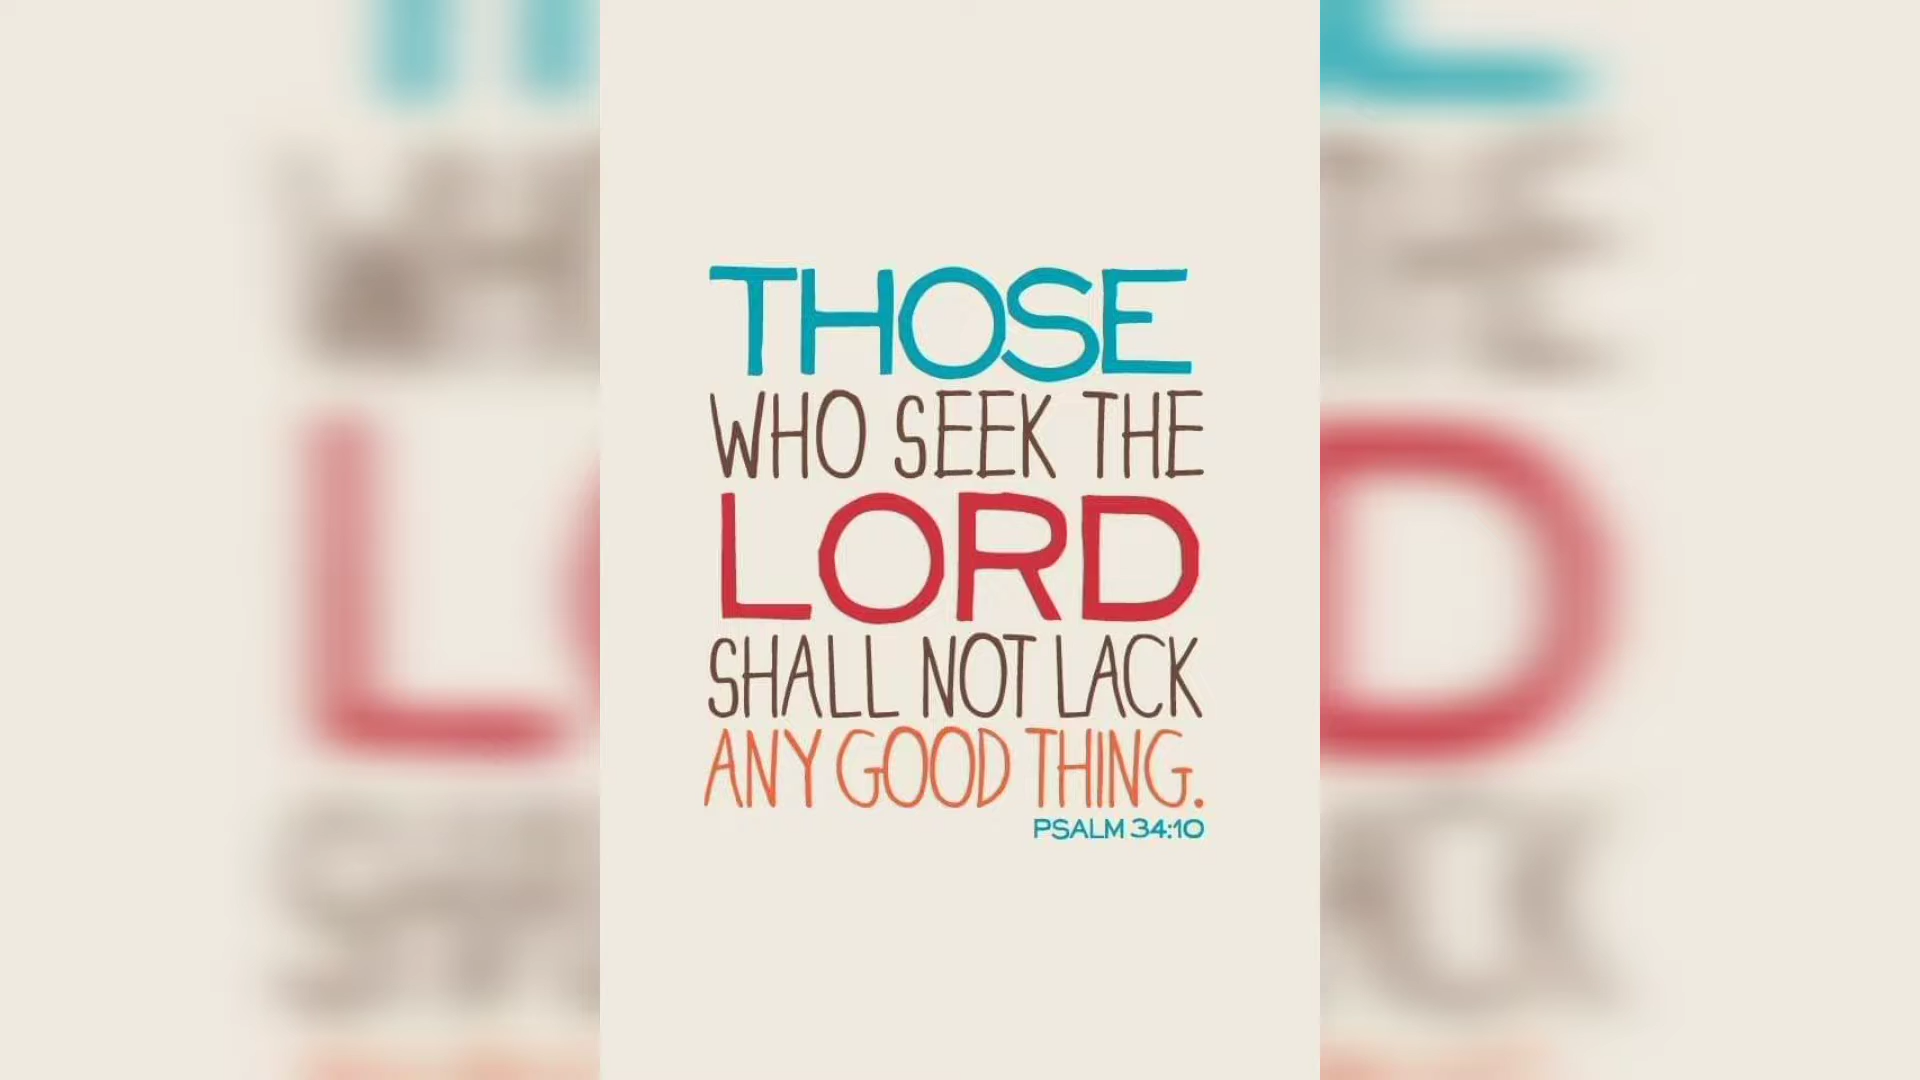 THOSE
WHO SEEK THE
LORD
SHALL NOT LACK
ANY GOOD THING.
PSALM 34:10